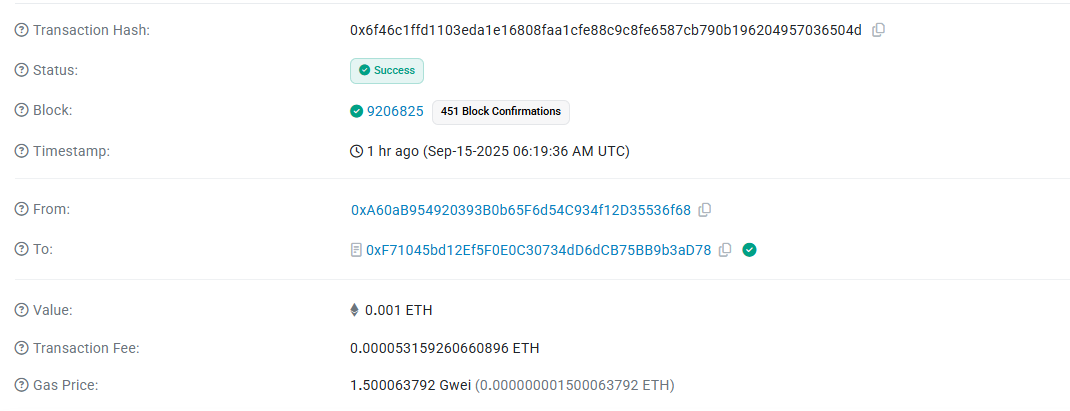 Transaction Hash: 0x6f46c1ffd1103eda1e16808faa1cfe88c9c8fe6587cb790b196204957036504d
Status: Success
Block: 9206825 451 Block Confirmations
Timestamp: 1 hr ago (Sep-15-2025 06:19:36 AM UTC)
From: 0xA60aB954920393B0b65F6d54C934f12D35536f68
To: 0xF71045bd12Ef5F0E0C30734dD6dCB75BB9b3aD78
Value: 0.001 ETH
Transaction Fee: 0.000053159260660896 ETH
Gas Price: 1.500063792 Gwei (0.000000001500063792 ETH)